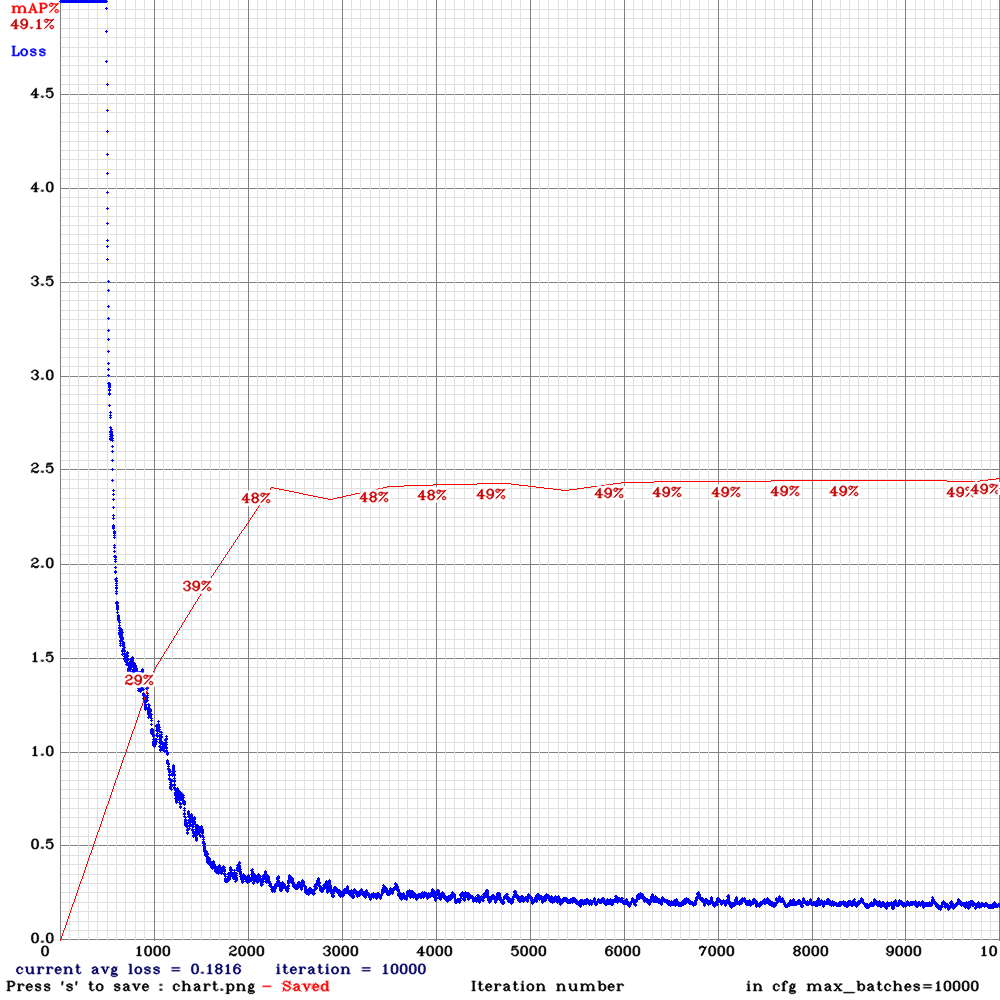 mAP%
49.1%
Loss
4.5
4.0
3.5
3.0
2.5
48% 48% 48% 49% 49% 49% 49% 49% 49% 49% 49%
2.0
39%
1.5
29%
1.0
0.5
0.0
0 1000 2000 3000 4000 5000 6000 7000 8000 9000 10
current avg loss = 0.1816 iteration = 10000
Press 's' to save : chart.png - Saved Iteration number in cfg max_batches=10000